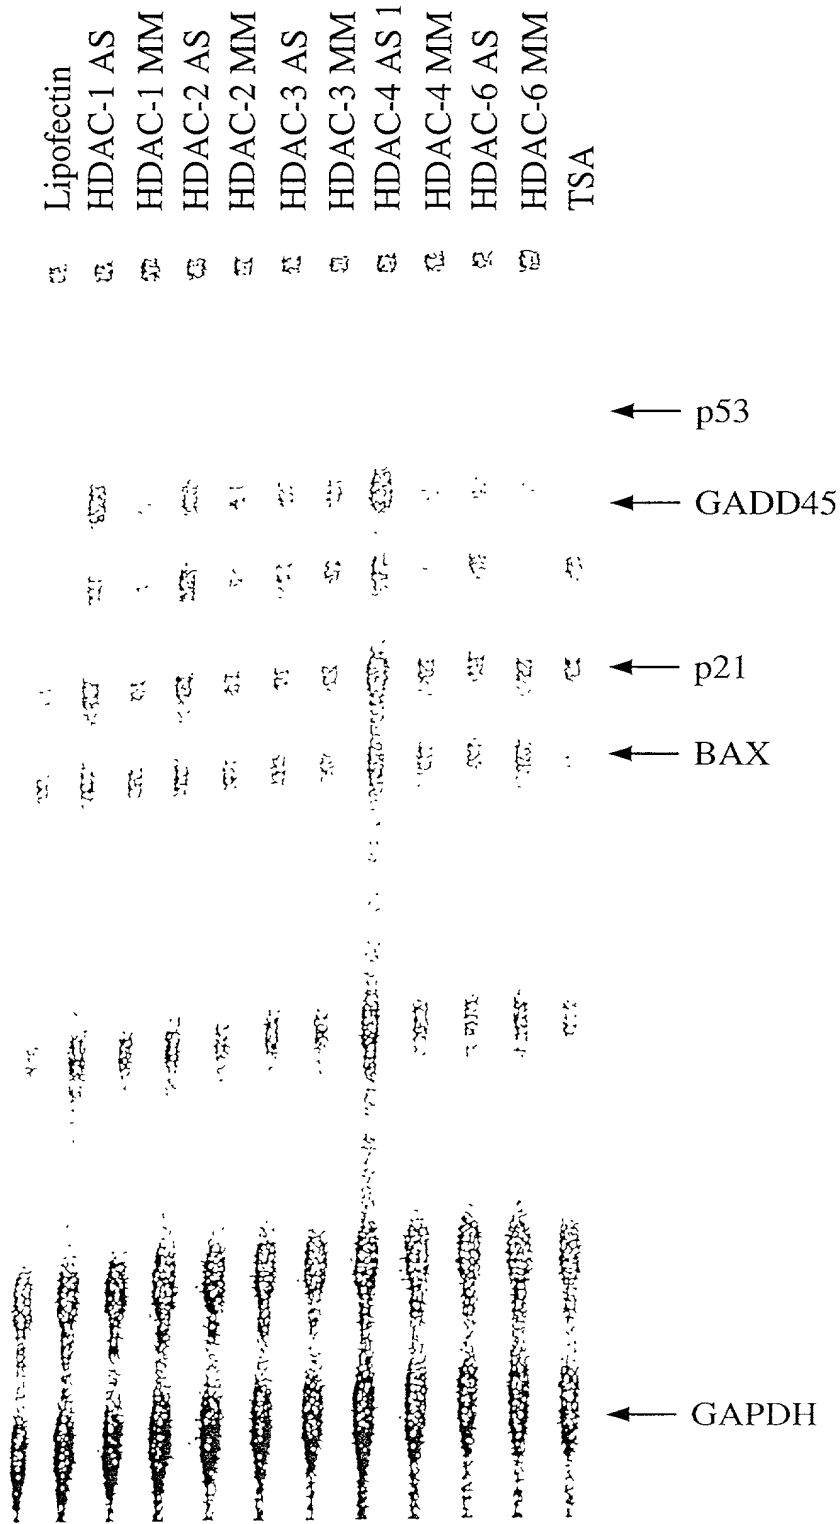 Lipofectin
HDAC-1 AS
HDAC-1 MM
HDAC-2 AS
HDAC-2 MM
HDAC-3 AS
HDAC-3 MM
HDAC-4 AS 1
HDAC-4 MM
HDAC-6 AS
HDAC-6 MM
TSA
p53
GADD45
p21
BAX
GAPDH